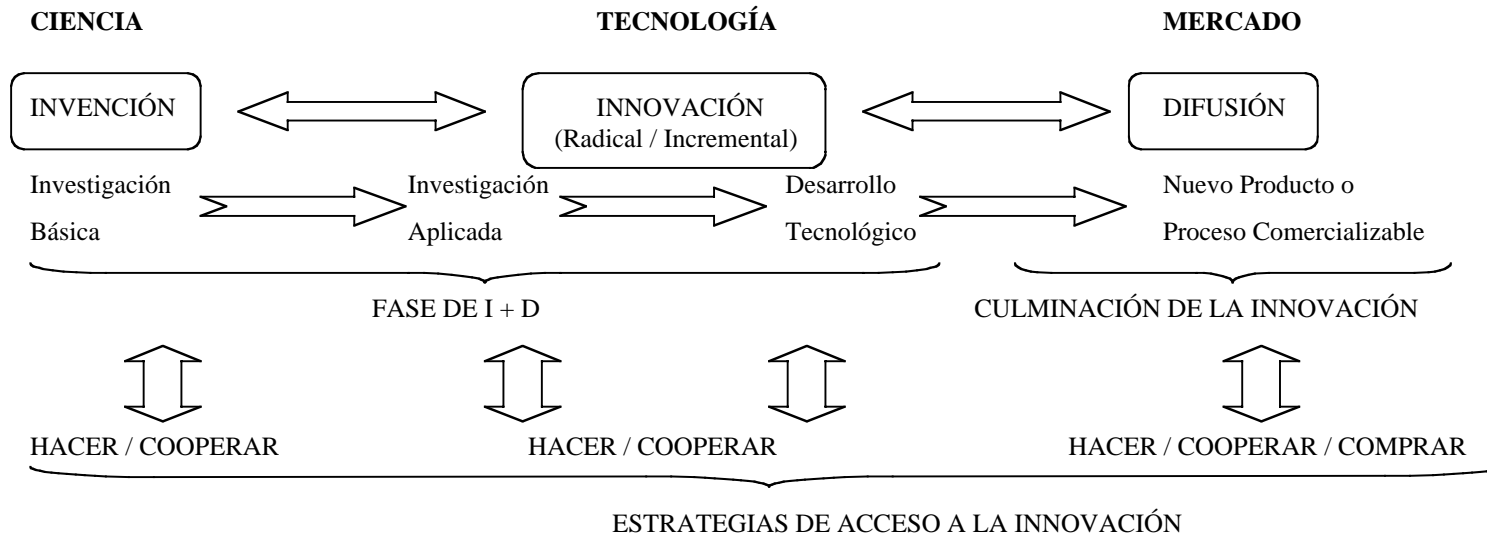 CIENCIA TECNOLOGÍA MERCADO
INVENCIÓN INNOVACIÓN DIFUSIÓN
(Radical / Incremental)
Investigación Investigación Desarrollo Nuevo Producto o
Básica Aplicada Tecnológico Proceso Comercializable
FASE DE I + D CULMINACIÓN DE LA INNOVACIÓN
HACER / COOPERAR HACER / COOPERAR HACER / COOPERAR / COMPRAR
ESTRATEGIAS DE ACCESO A LA INNOVACIÓN